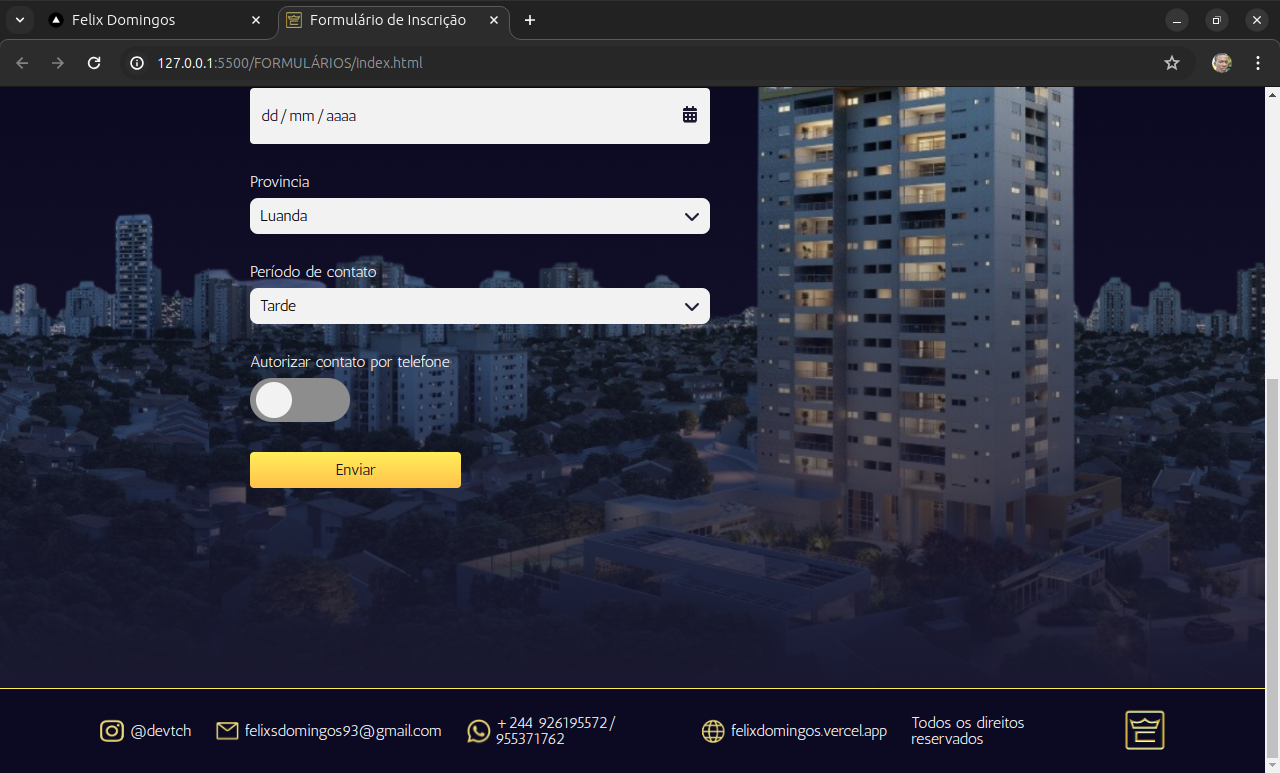 Felix Domingos
Formulário de Inscrição
127.0.0.1:5500/FORMULÁRIOS/index.html
dd/mm/aaaa
Provincia
Luanda
Período de contato
Tarde
Autorizar contato por telefone
Enviar
@devtch
felixsdomingos93@gmail.com
+244 926195572/
955371762
felixdomingos.vercel.app
Todos os direitos
reservados